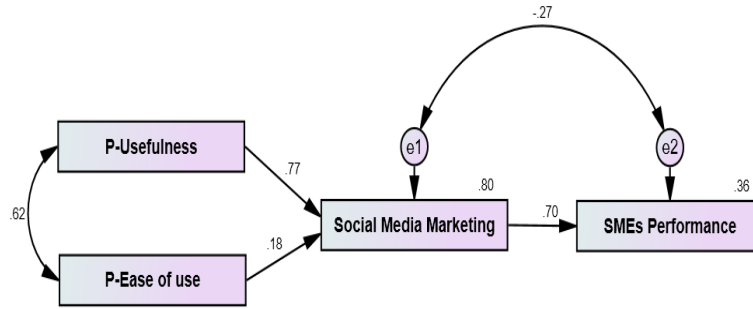 -.27
e1
e2
P-Usefulness
.77
.80
.36
.62
Social Media Marketing
.70
SMEs Performance
.18
P-Ease of use